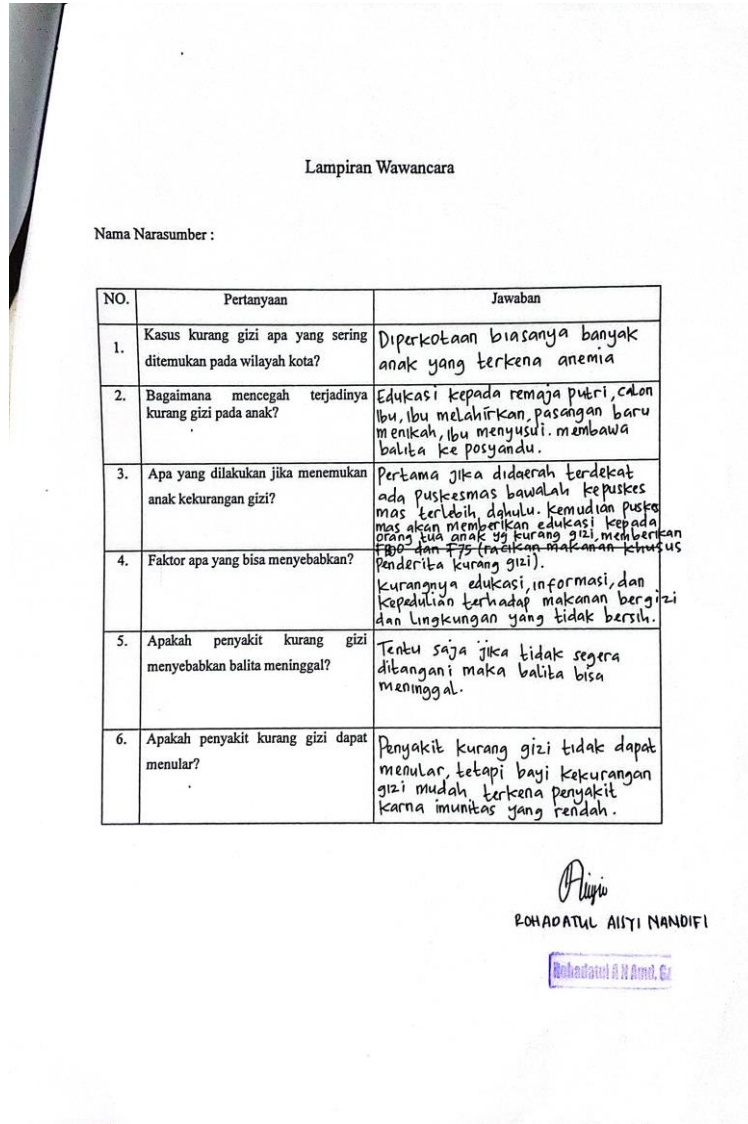 Lampiran Wawancara
Nama Narasumber :
NO. Pertanyaan Jawaban
1. Kasus kurang gizi apa yang sering
ditemukan pada wilayah kota?
Diperkotaan biasanya banyak
anak yang terkena anemia
2. Bagaimana mencegah terjadinya
kurang gizi pada anak?
Edukasi kepada remaja putri, calon
Ibu, Ibu melahirkan, pasangan baru
menikah, Ibu menyusui. membawa
balita ke posyandu.
3. Apa yang dilakukan jika menemukan
anak kekurangan gizi?
Pertama jika didaerah terdekat
ada puskesmas bawalah kepuskes
mas terlebih dahulu. kemudian puskes
mas akan memberikan edukasi kepada
orang tua anak yg kurang gizi, memberikan
F100 dan F75 (racikan makanan khusus
penderita kurang gizi).
4. Faktor apa yang bisa menyebabkan?
kurangnya edukasi, informasi, dan
kepedulian terhadap makanan bergizi
dan lingkungan yang tidak bersih.
5. Apakah penyakit kurang gizi
menyebabkan balita meninggal?
Tentu saja jika tidak segera
ditangani maka balita bisa
meninggal.
6. Apakah penyakit kurang gizi dapat
menular?
Penyakit kurang gizi tidak dapat
menular, tetapi bayi kekurangan
gizi mudah terkena penyakit
karna imunitas yang rendah.
ROHADATUL AISYI NANDIFI
Rohadatul A N Amd. Gz